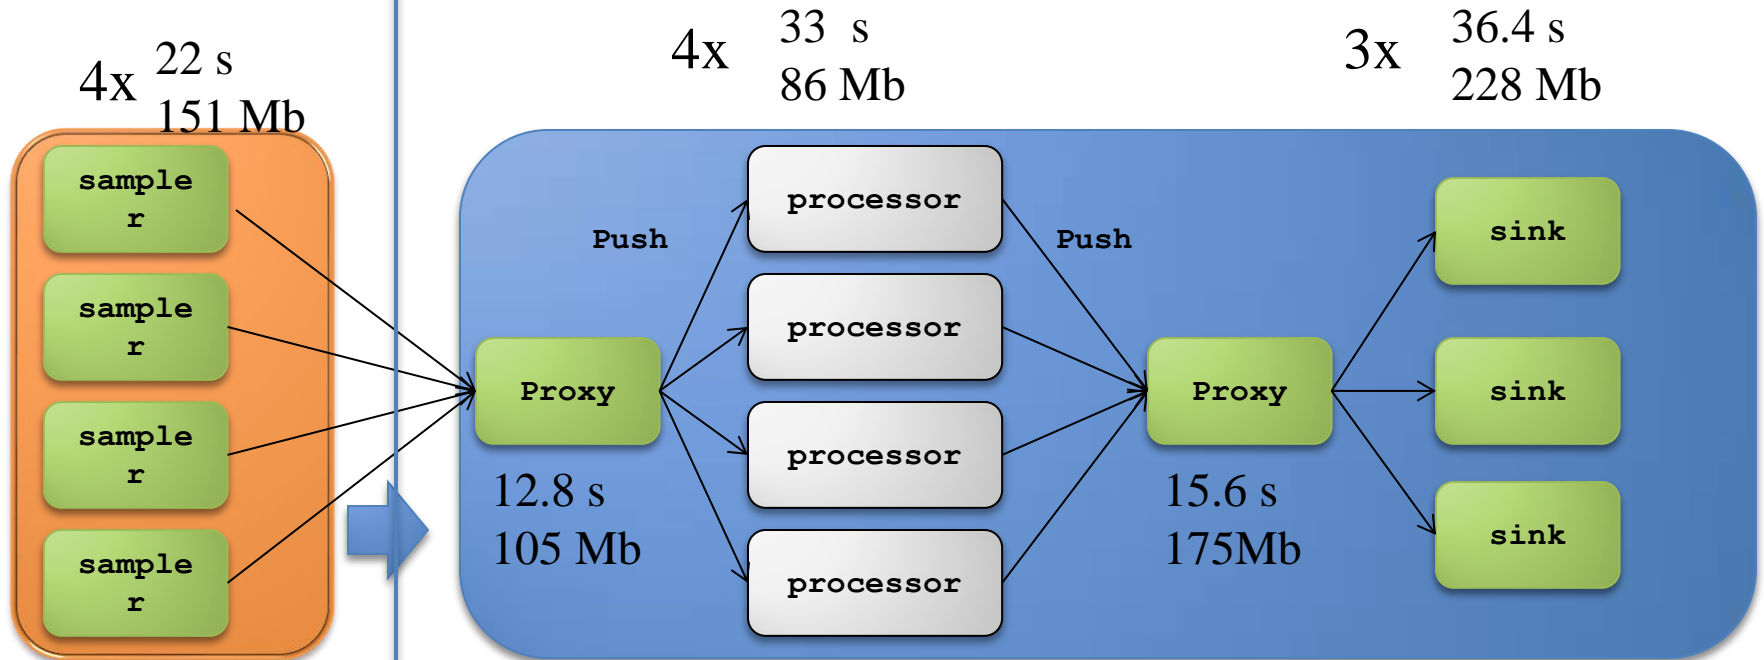 4x
22 s
151 Mb
4x
33 s
86 Mb
3x
36.4 s
228 Mb
sample
r
sample
r
sample
r
sample
r
Proxy
12.8 s
105 Mb
Push
processor
processor
processor
processor
Push
Proxy
15.6 s
175Mb
sink
sink
sink